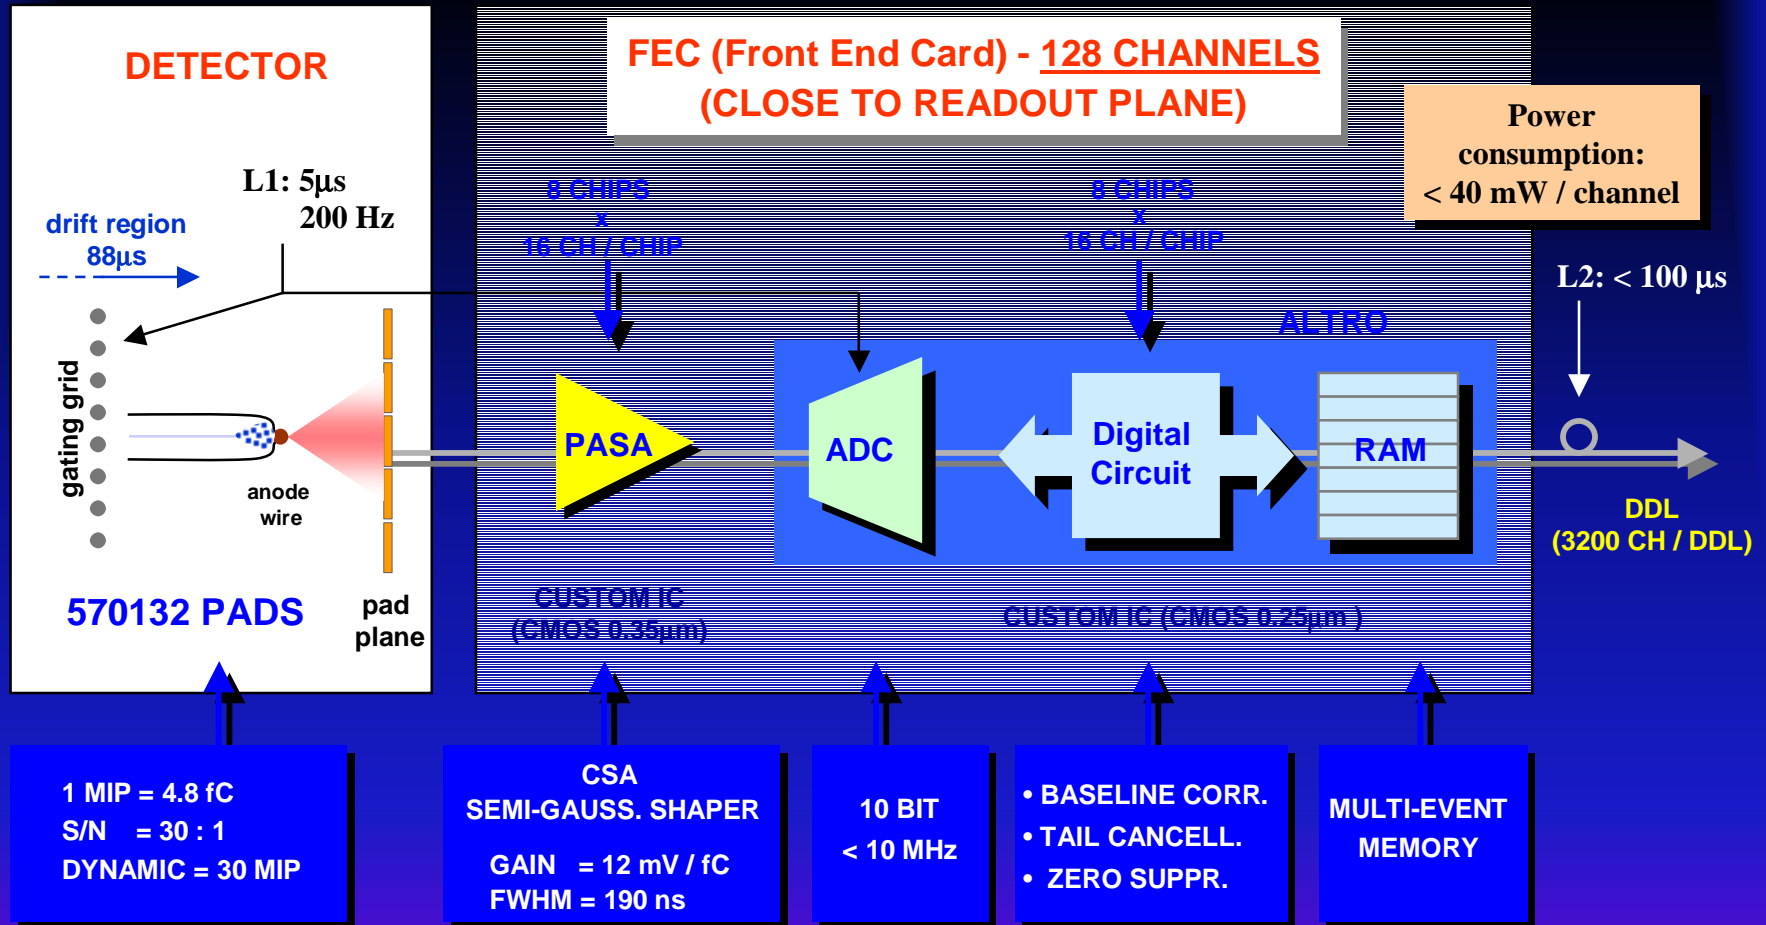 DETECTOR
FEC (Front End Card) - 128 CHANNELS
(CLOSE TO READOUT PLANE)
Power
consumption:
< 40 mW / channel
L1: 5μs
200 Hz
drift region
88μs
8 CHIPS
x
16 CH / CHIP
8 CHIPS
x
16 CH / CHIP
L2: < 100 μs
ALTRO
gating grid
anode
wire
PASA
ADC
Digital
Circuit
RAM
DDL
(3200 CH / DDL)
570132 PADS
pad
plane
CUSTOM IC
(CMOS 0.35μm)
CUSTOM IC (CMOS 0.25μm )
1 MIP = 4.8 fC
S/N = 30 : 1
DYNAMIC = 30 MIP
CSA
SEMI-GAUSS. SHAPER
GAIN = 12 mV / fC
FWHM = 190 ns
10 BIT
< 10 MHz
• BASELINE CORR.
• TAIL CANCELL.
• ZERO SUPPR.
MULTI-EVENT
MEMORY